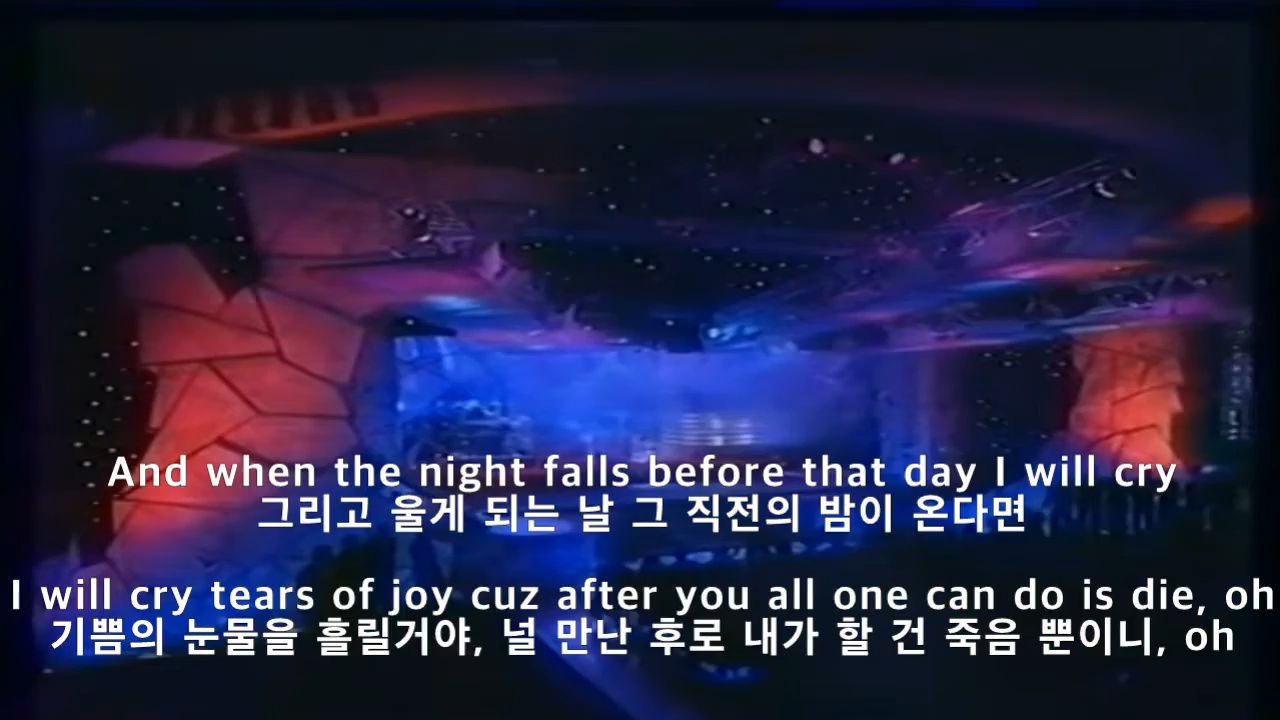 And when the night falls before that day I will cry
그리고 울게 되는 날 그 직전의 밤이 온다면
I will cry tears of joy cuz after you all one can do is die, oh
기쁨의 눈물을 흘릴거야, 널 만난 후로 내가 할 건 죽음 뿐이니, oh